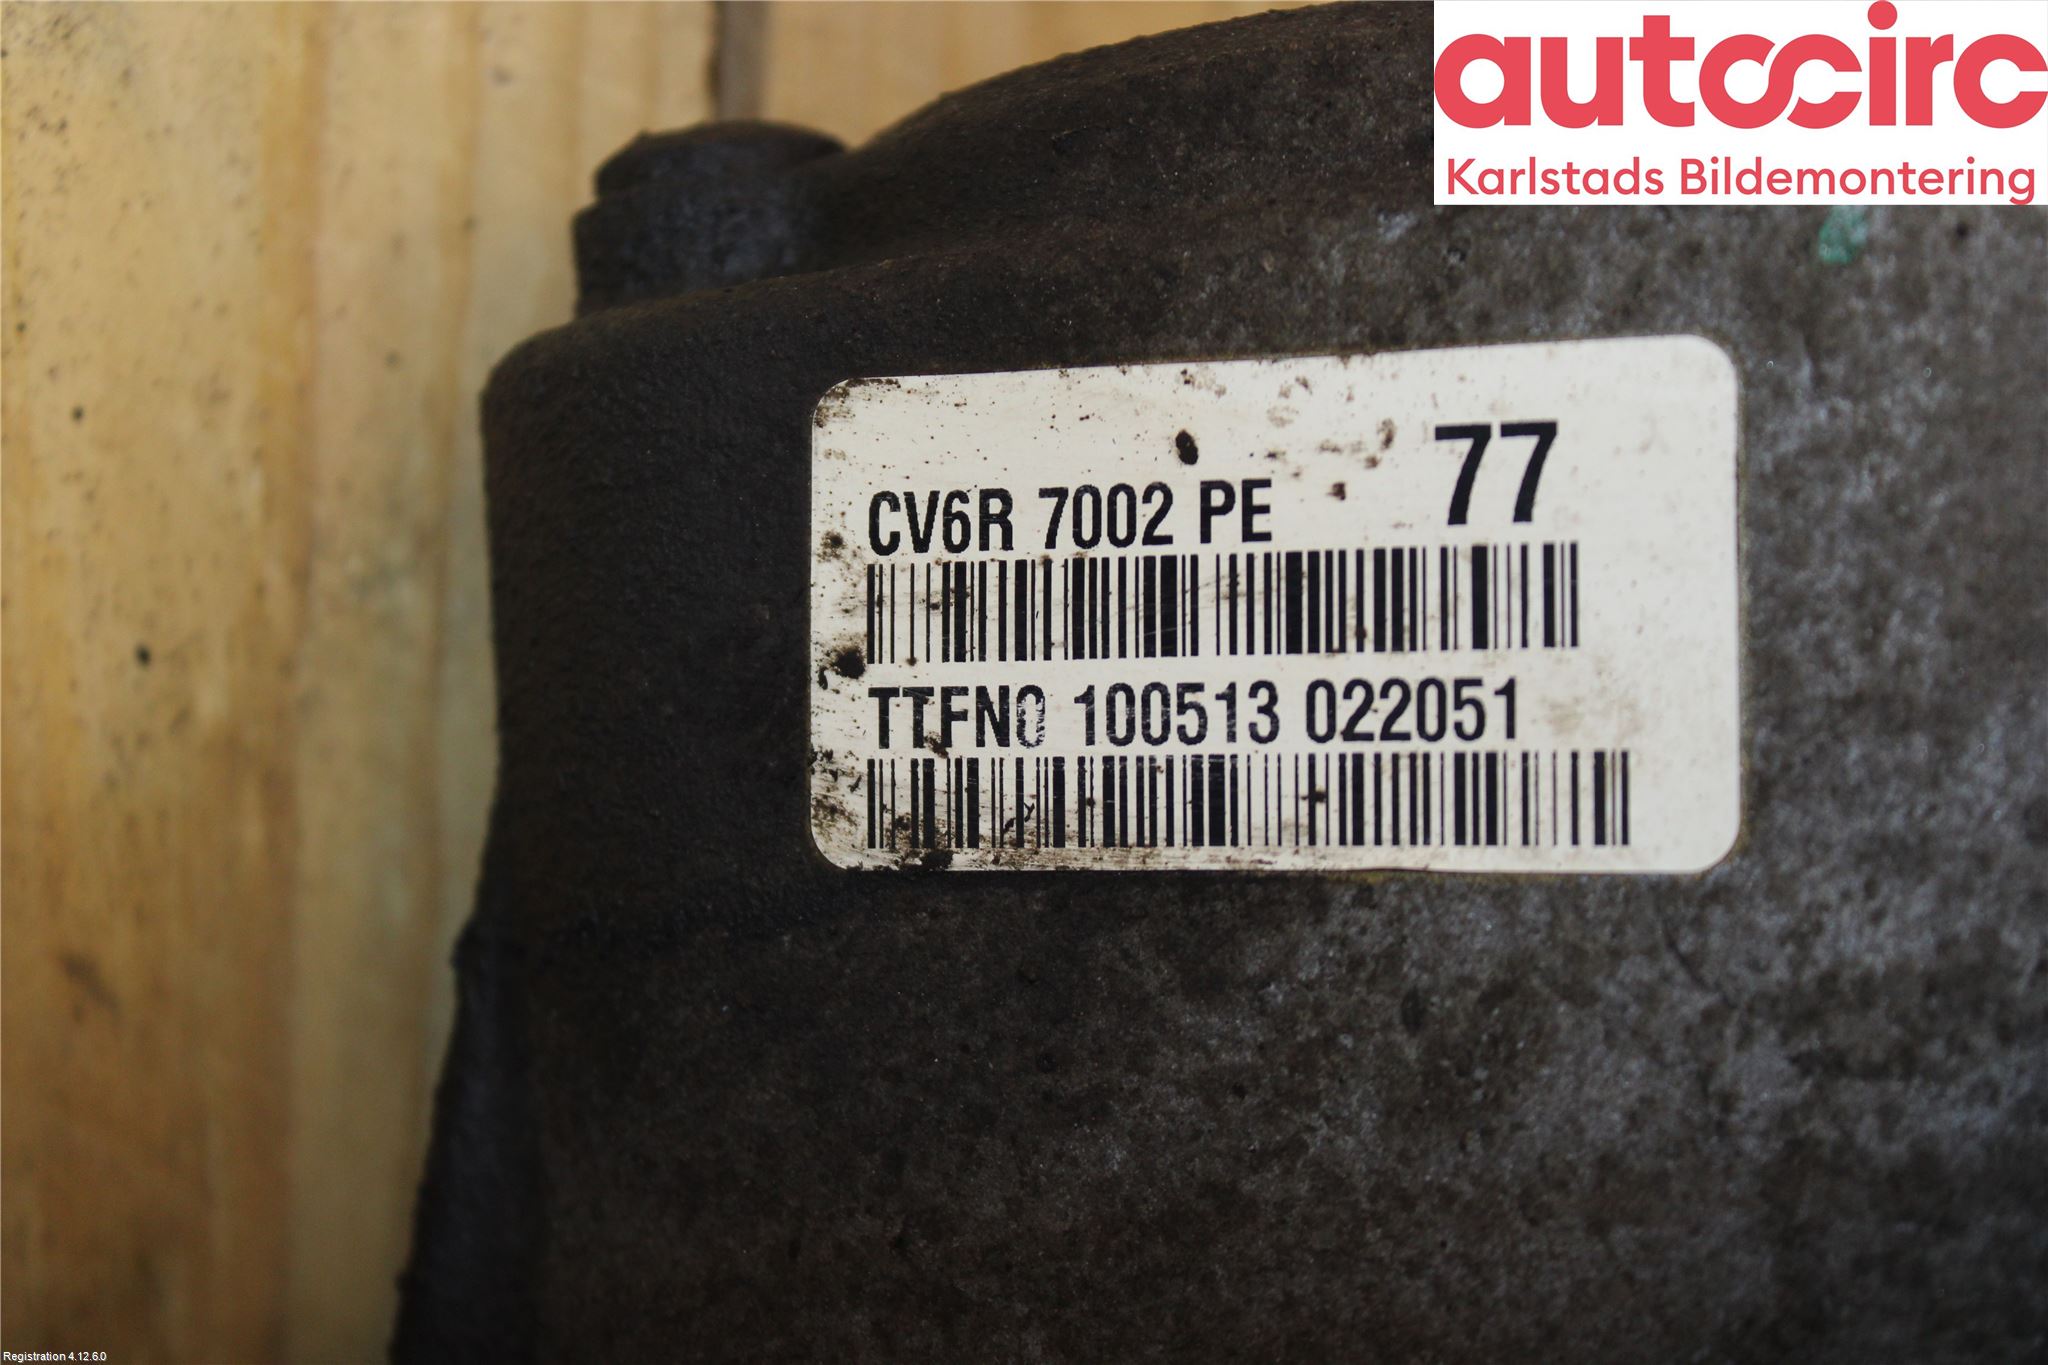 autocirc
Karlstads Bildemontering
77
CV6R 7002 PE
TTFN0 100513 022051
Registration 4.12.6.0